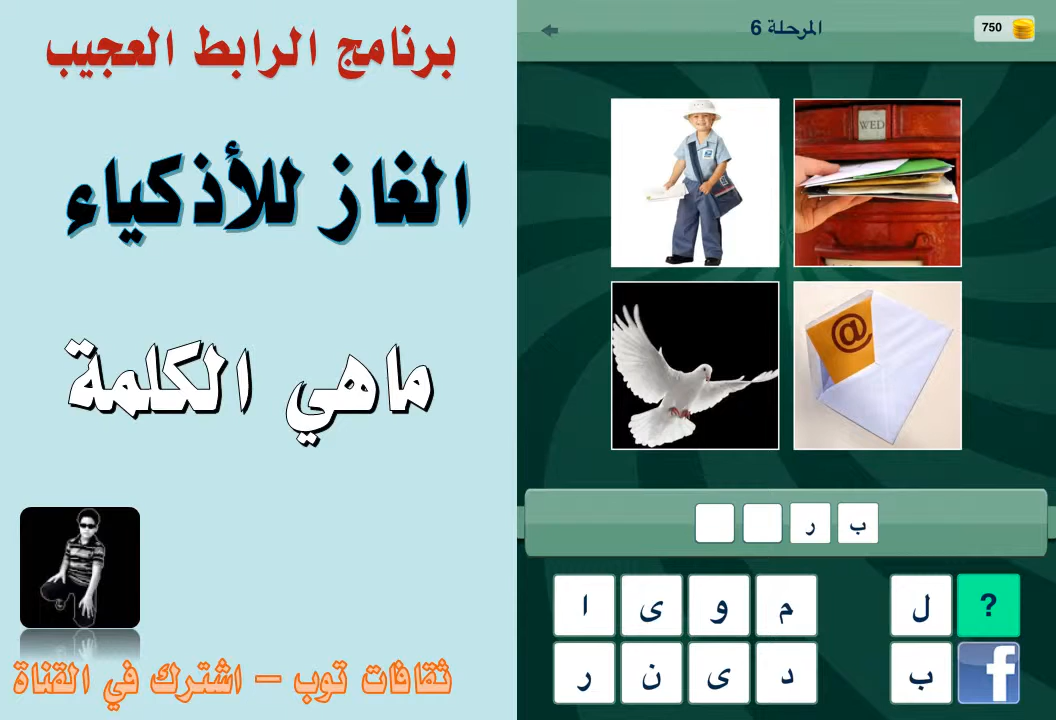 برنامج الرابط العجيب
الغاز للأذكياء
ماهي الكلمة
ثقافات توب – اشترك في القناة
المرحلة 6
750
WED
@
ب ر
ا ى و م ل ?
ر ن ى د ب f